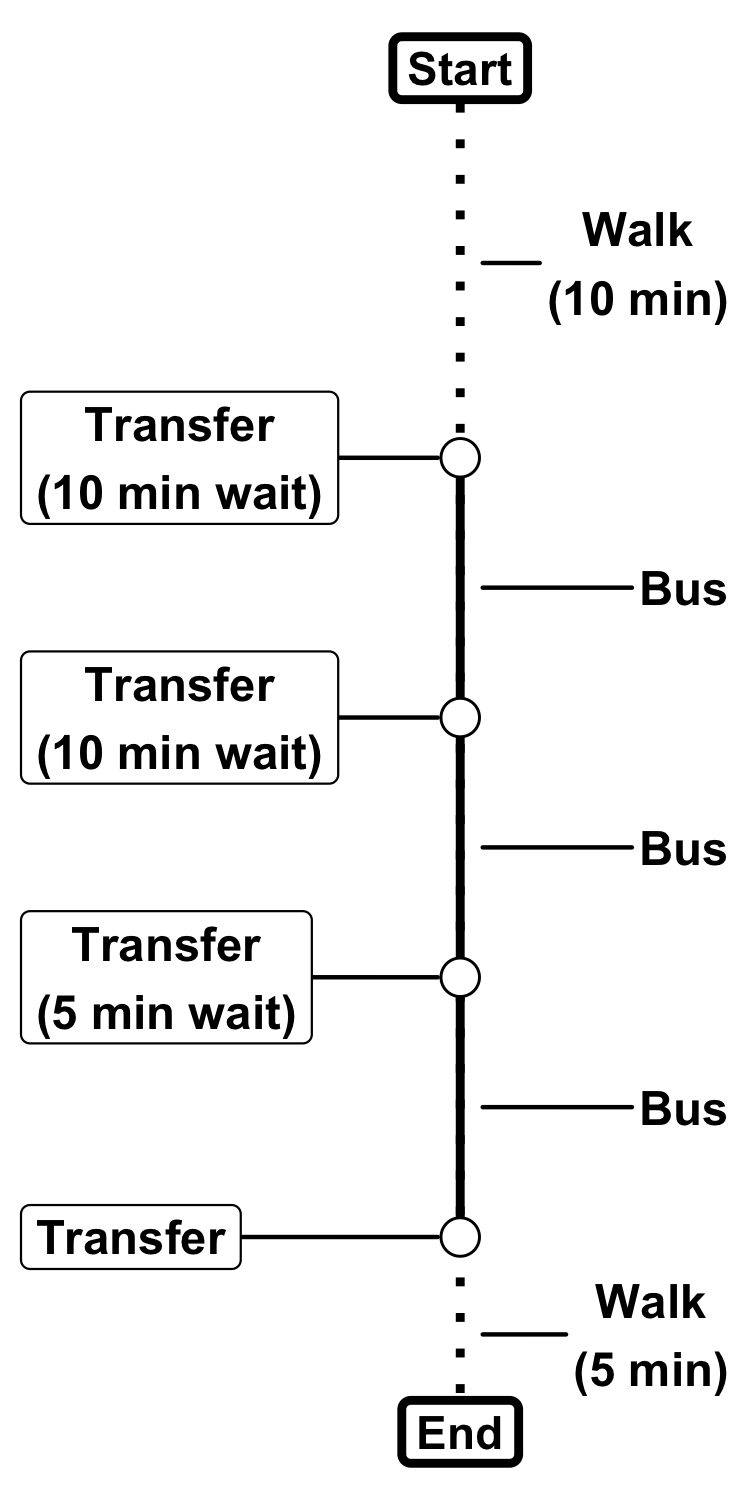 Start
Walk
(10 min)
Transfer
(10 min wait)
Bus
Transfer
(10 min wait)
Bus
Transfer
(5 min wait)
Bus
Transfer
Walk
(5 min)
End